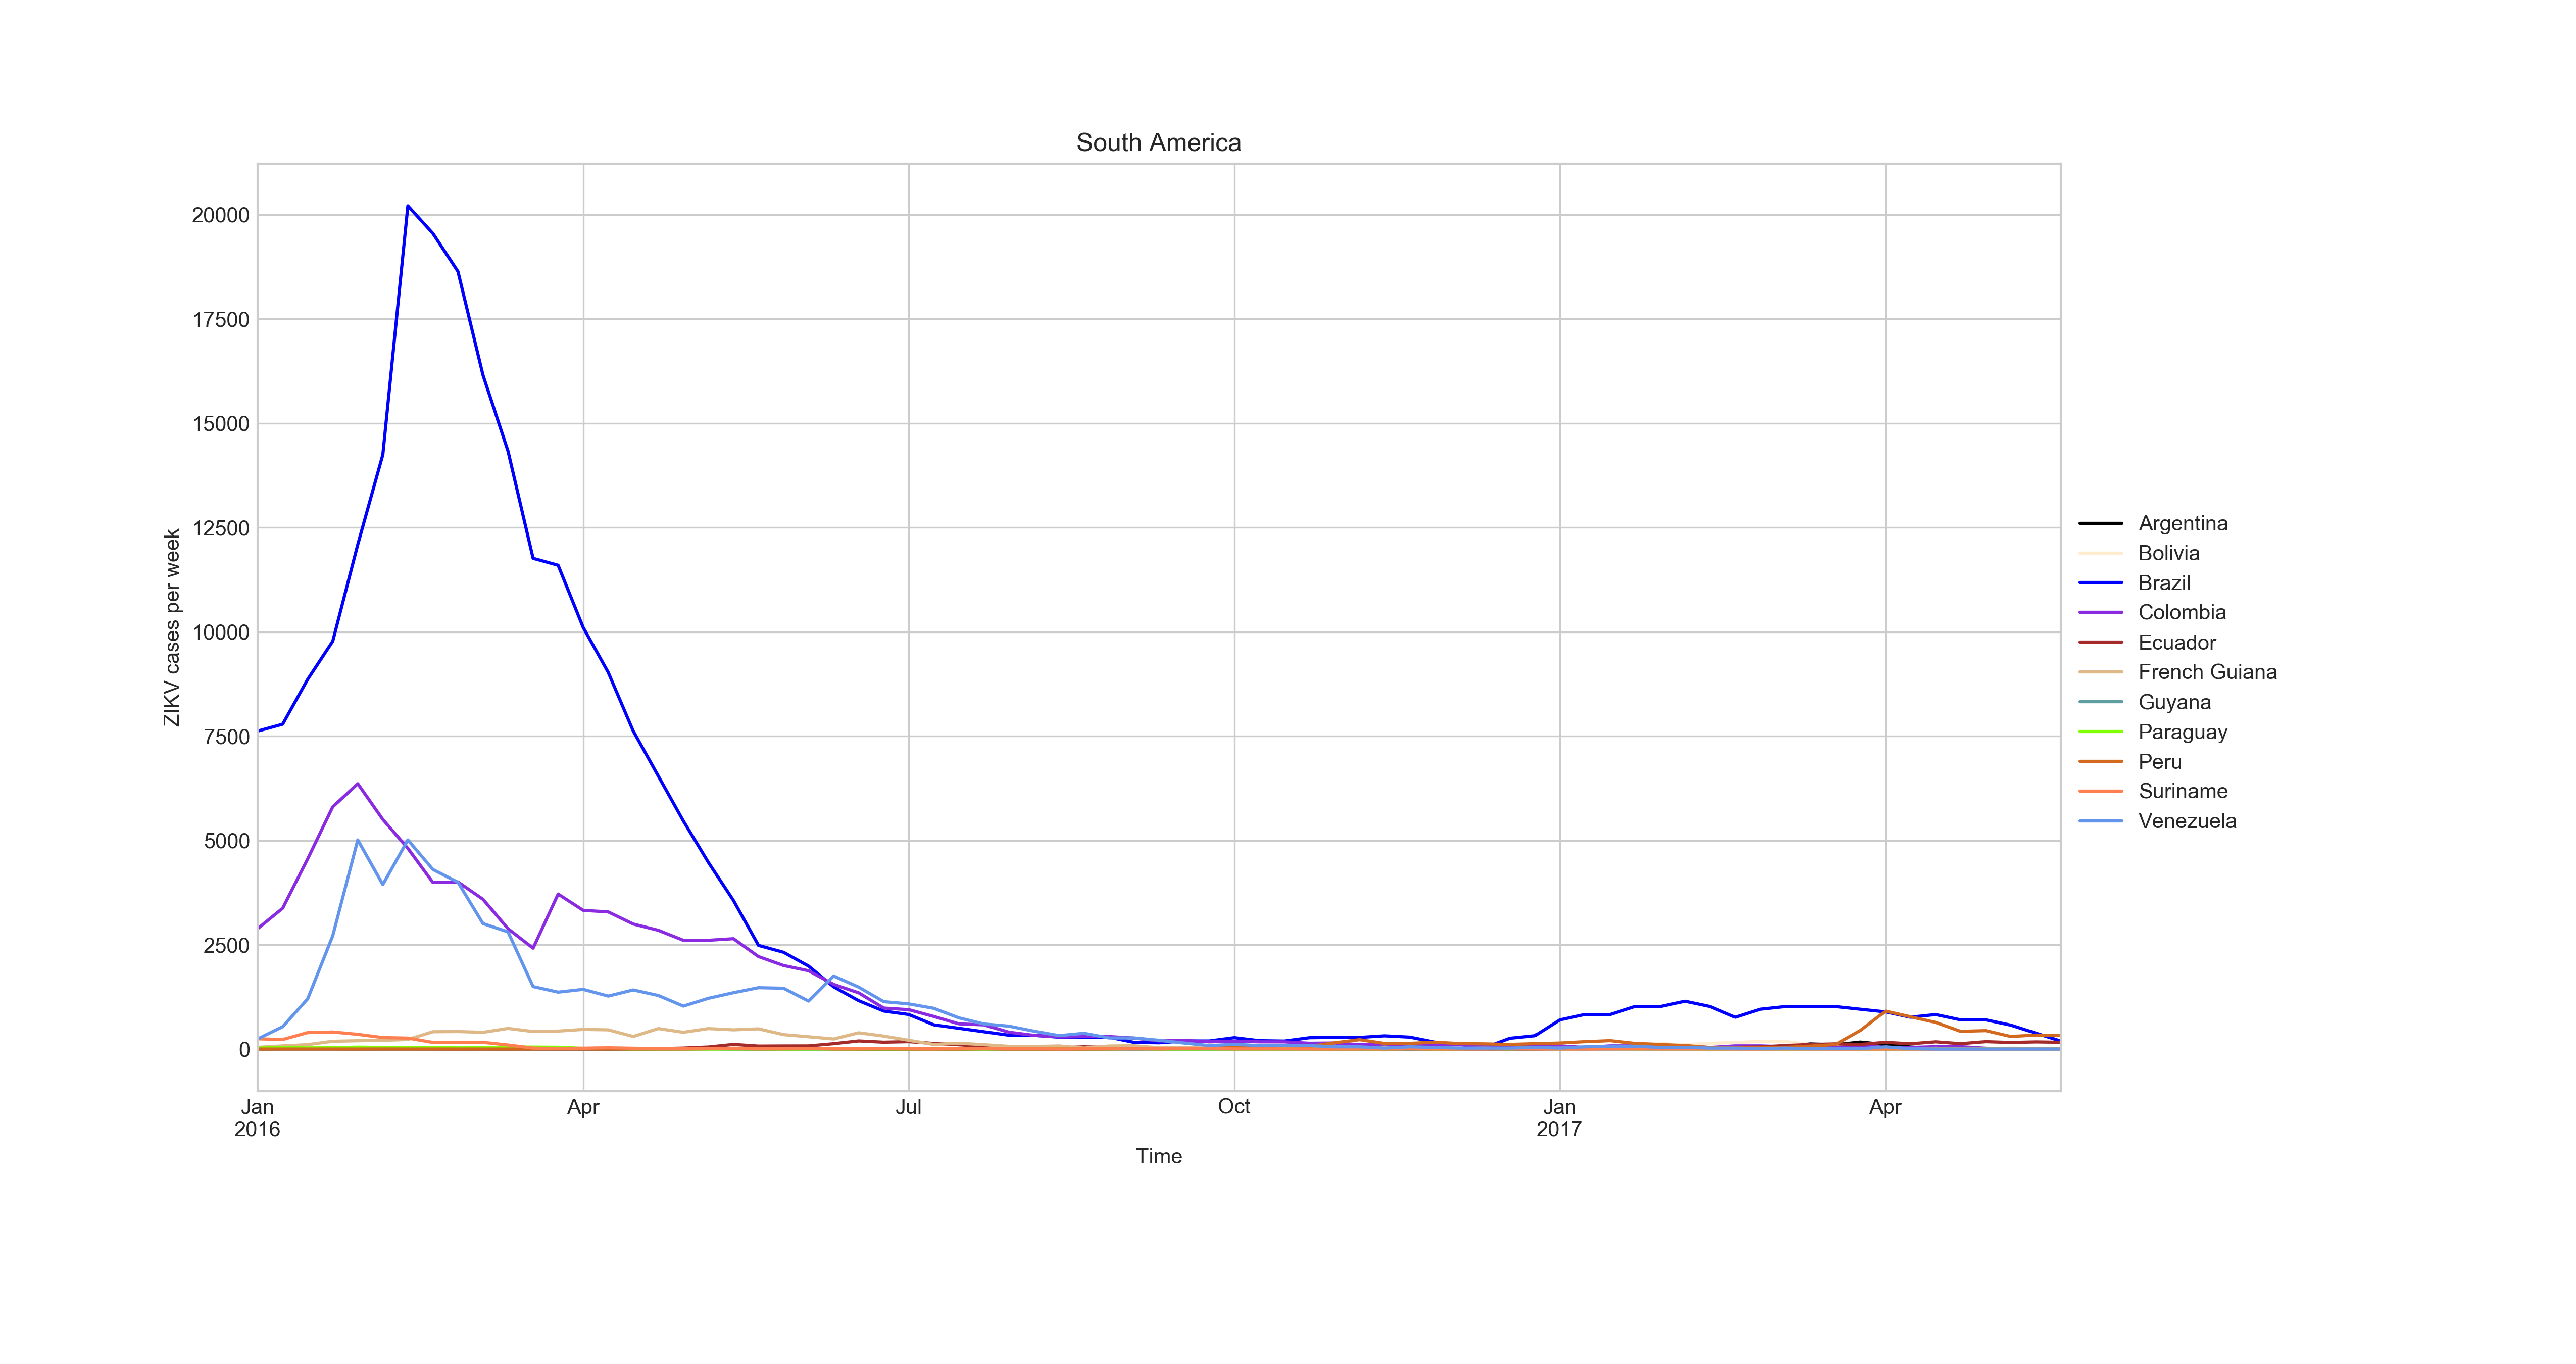 South America
ZIKV cases per week
20000
17500
15000
12500
10000
7500
5000
2500
0
Jan
2016
Apr
Jul
Oct
Jan
2017
Apr
Time
Argentina
Bolivia
Brazil
Colombia
Ecuador
French Guiana
Guyana
Paraguay
Peru
Suriname
Venezuela